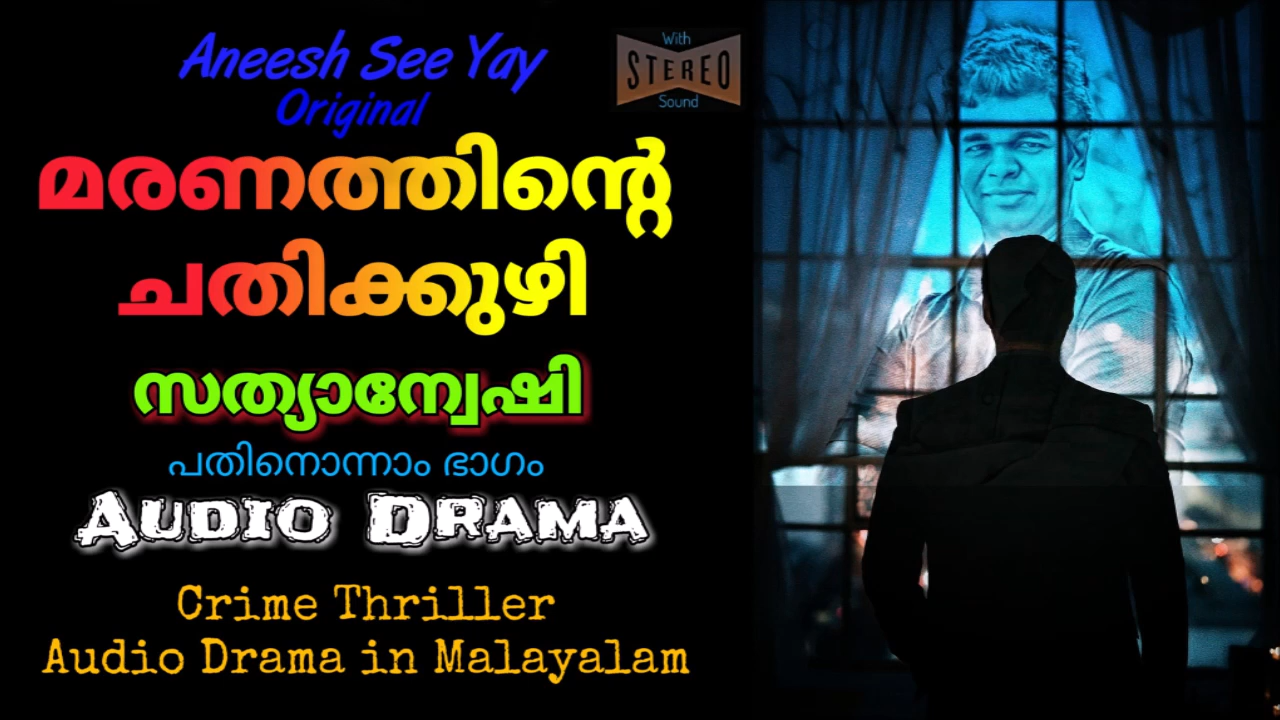 Aneesh See Yay
Original
With
STEREO
Sound
മരണത്തിന്റെ
ചതിക്കുഴി
സത്യാന്വേഷി
പതിനൊന്നാം ഭാഗം
AUDIO DRAMA
Crime Thriller
Audio Drama in Malayalam